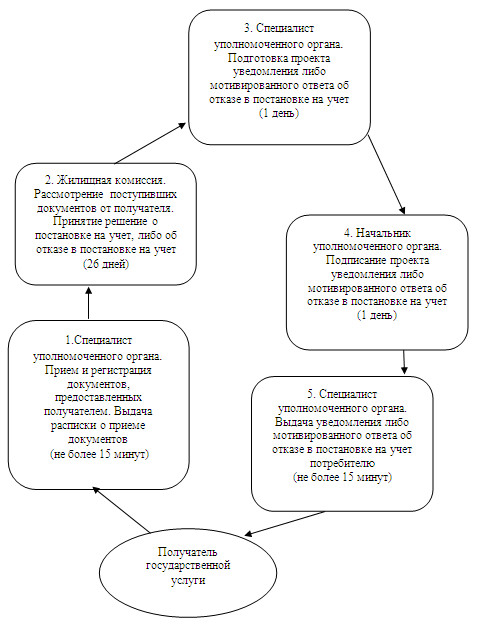 3. Специалист
уполномоченного органа.
Подготовка проекта
уведомления либо
мотивированного ответа об
отказе в постановке на учет
(1 день)
2. Жилищная комиссия.
Рассмотрение поступивших
документов от получателя.
Принятие решение о
постановке на учет, либо об
отказе в постановке на учет
(26 дней)
4. Начальник
уполномоченного органа.
Подписание проекта
уведомления либо
мотивированного ответа об
отказе в постановке на учет
(1 день)
1.Специалист
уполномоченного органа.
Прием и регистрация
документов,
предоставленных
получателем. Выдача
расписки о приеме
документов
(не более 15 минут)
5. Специалист
уполномоченного органа.
Выдача уведомления либо
мотивированного ответа об
отказе в постановке на учет
потребителю
(не более 15 минут)
Получатель
государственной
услуги